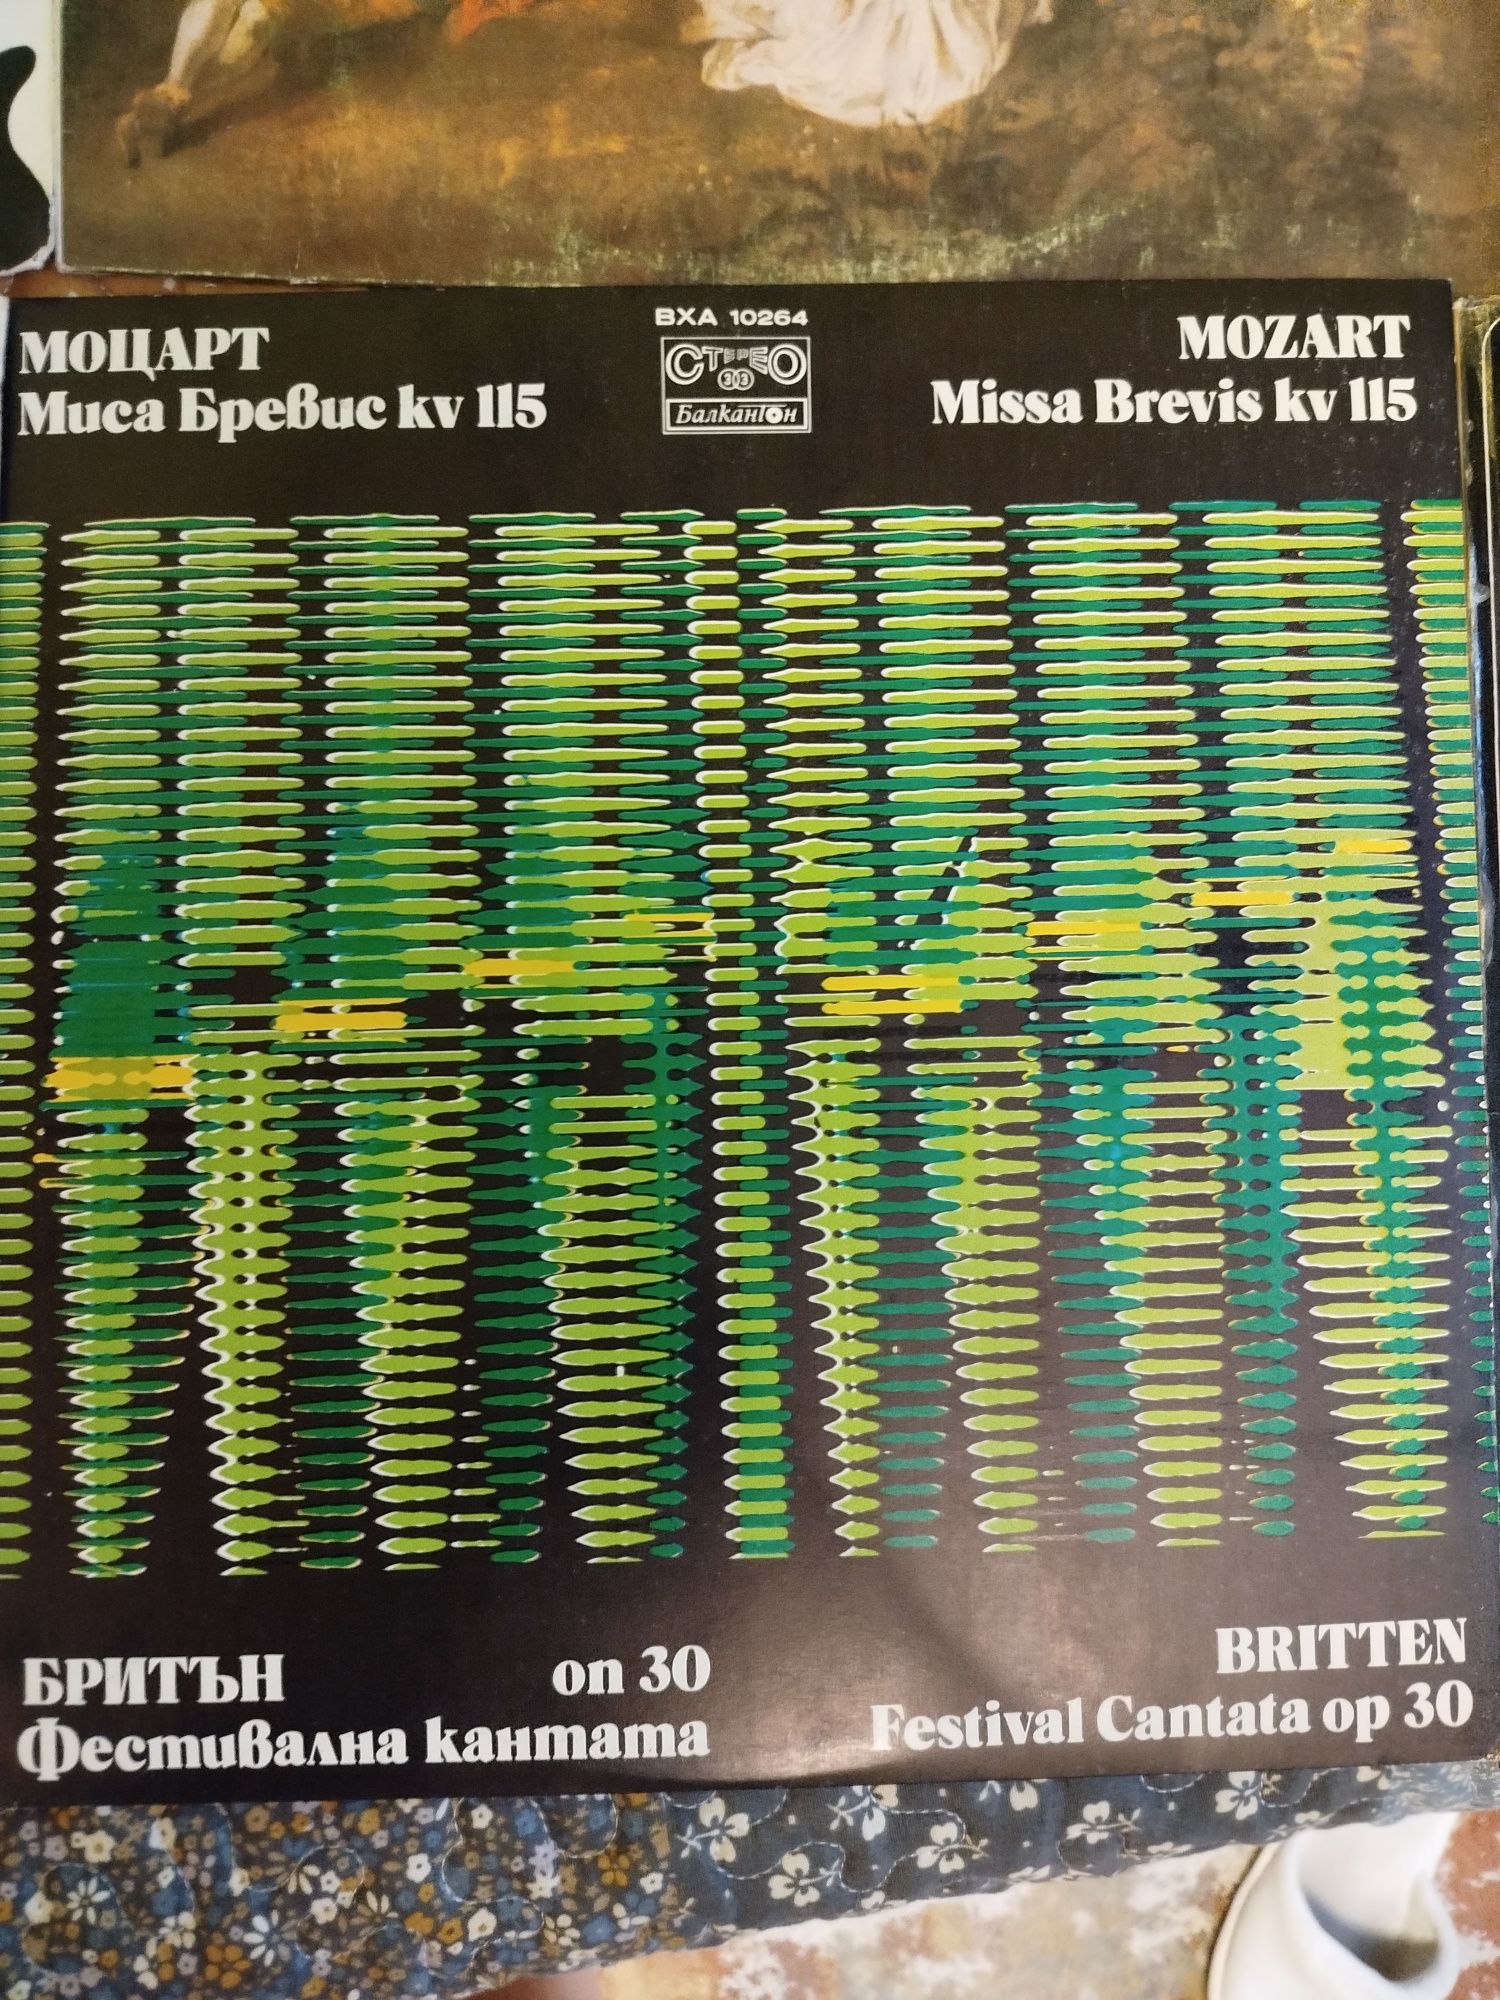 ВХА 10264
СТЕРЕО
33
БалканТон
МОЦАРТ
Миса Бревис kv 115
MOZART
Missa Brevis kv 115
БРИТЪН оп 30
Фестивална кантата
BRITTEN
Festival Cantata op 30